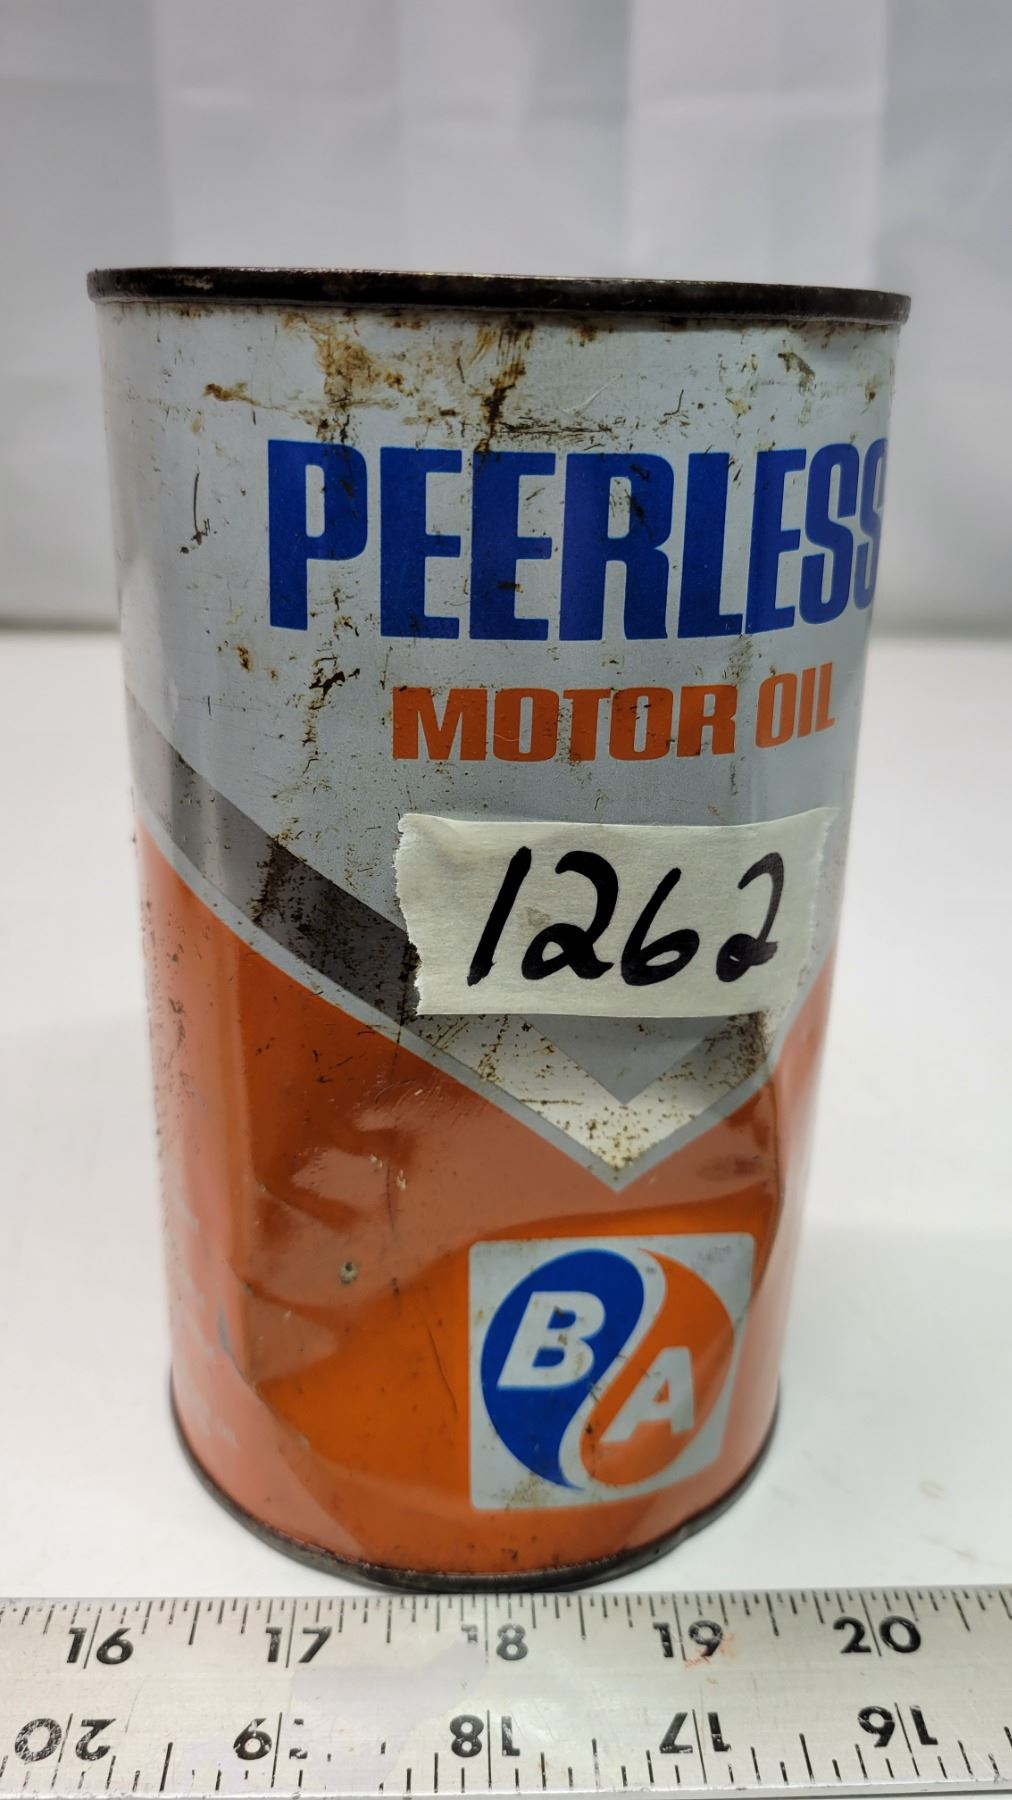 PEERLESS
MOTOR OIL
1262
BA
16 17 18 19 20
20 19 18 17 16